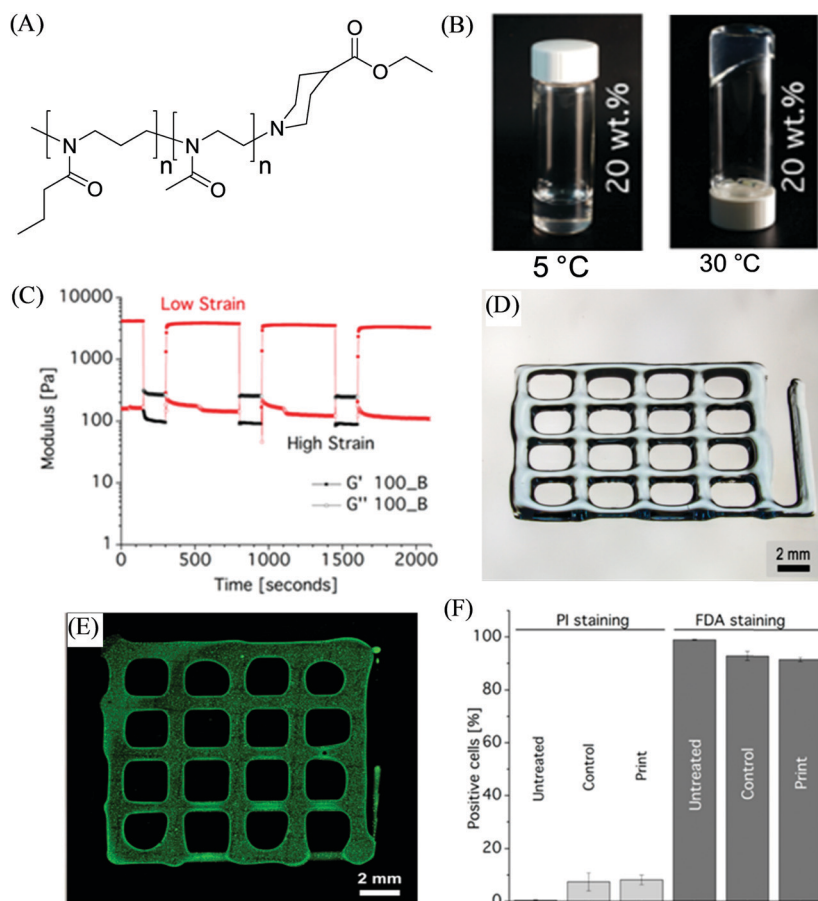 (A)
N
n
O
N
n
O
N
O
O
(B)
20 wt.%
20 wt.%
5 °C
30 °C
(C)
10000
1000
100
10
1
Modulus [Pa]
Low Strain
High Strain
G' 100_B
G'' 100_B
0
500
1000
1500
2000
Time [seconds]
(D)
2 mm
(E)
2 mm
(F)
PI staining
FDA staining
100
80
60
40
20
0
Positive cells [%]
Untreated
Control
Print
Untreated
Control
Print